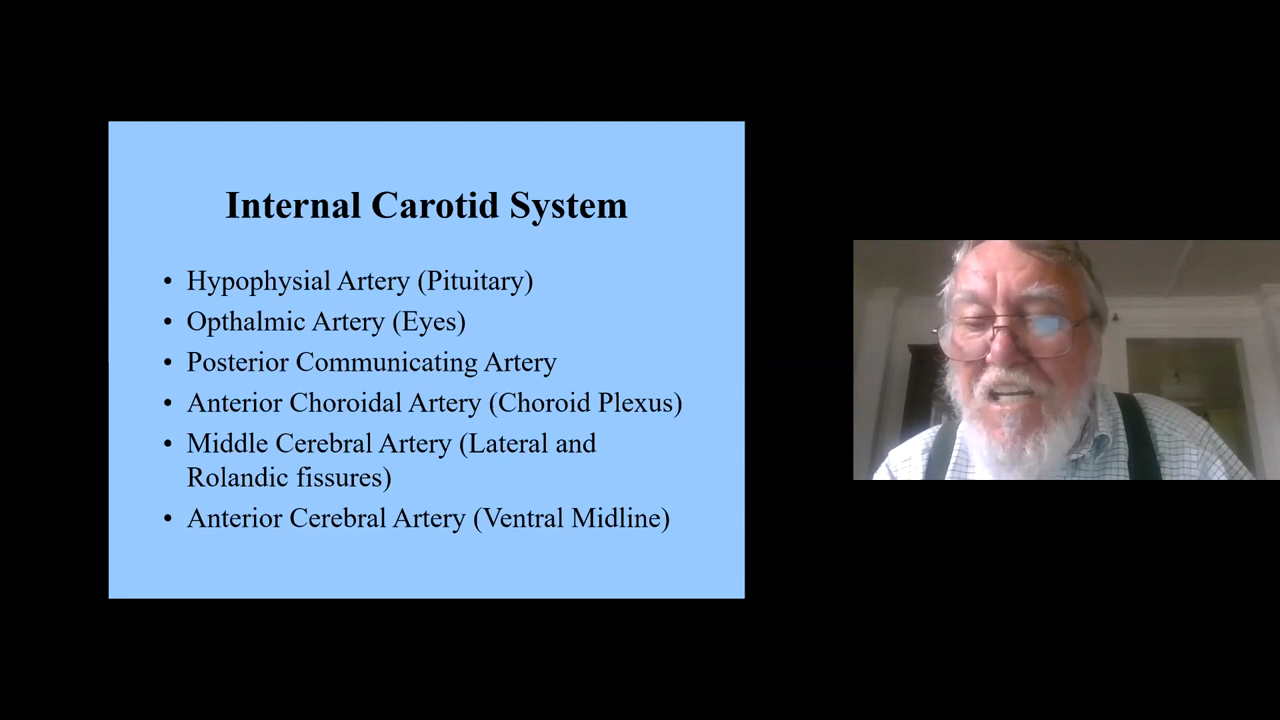 Internal Carotid System
• Hypophysial Artery (Pituitary)
• Opthalmic Artery (Eyes)
• Posterior Communicating Artery
• Anterior Choroidal Artery (Choroid Plexus)
• Middle Cerebral Artery (Lateral and
Rolandic fissures)
• Anterior Cerebral Artery (Ventral Midline)